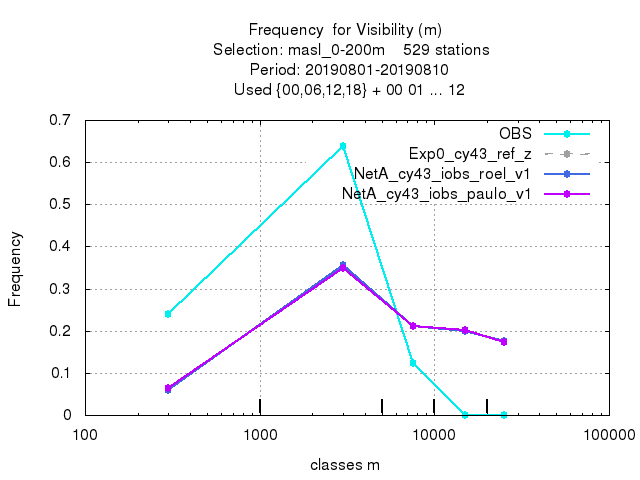 Frequency  for Visibility (m)
Selection: masl_0-200m    529 stations
Period: 20190801-20190810
Used {00,06,12,18} + 00 01 ... 12
OBS
Exp0_cy43_ref_z
NetA_cy43_iobs_roel_v1
NetA_cy43_iobs_paulo_v1
Frequency
0.7
0.6
0.5
0.4
0.3
0.2
0.1
0
100 1000 10000 100000
classes m